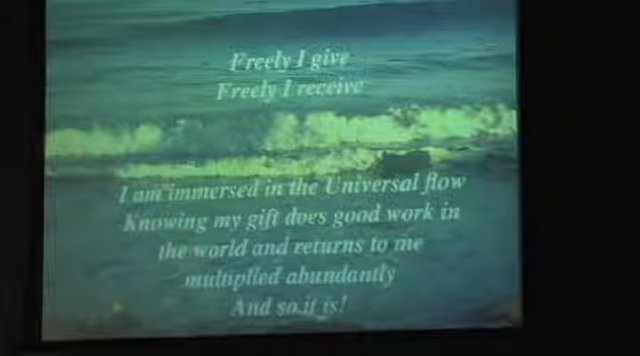 Freely I give
Freely I receive
I am immersed in the Universal flow
Knowing my gift does good work in
the world and returns to me
multiplied abundantly
And so it is!